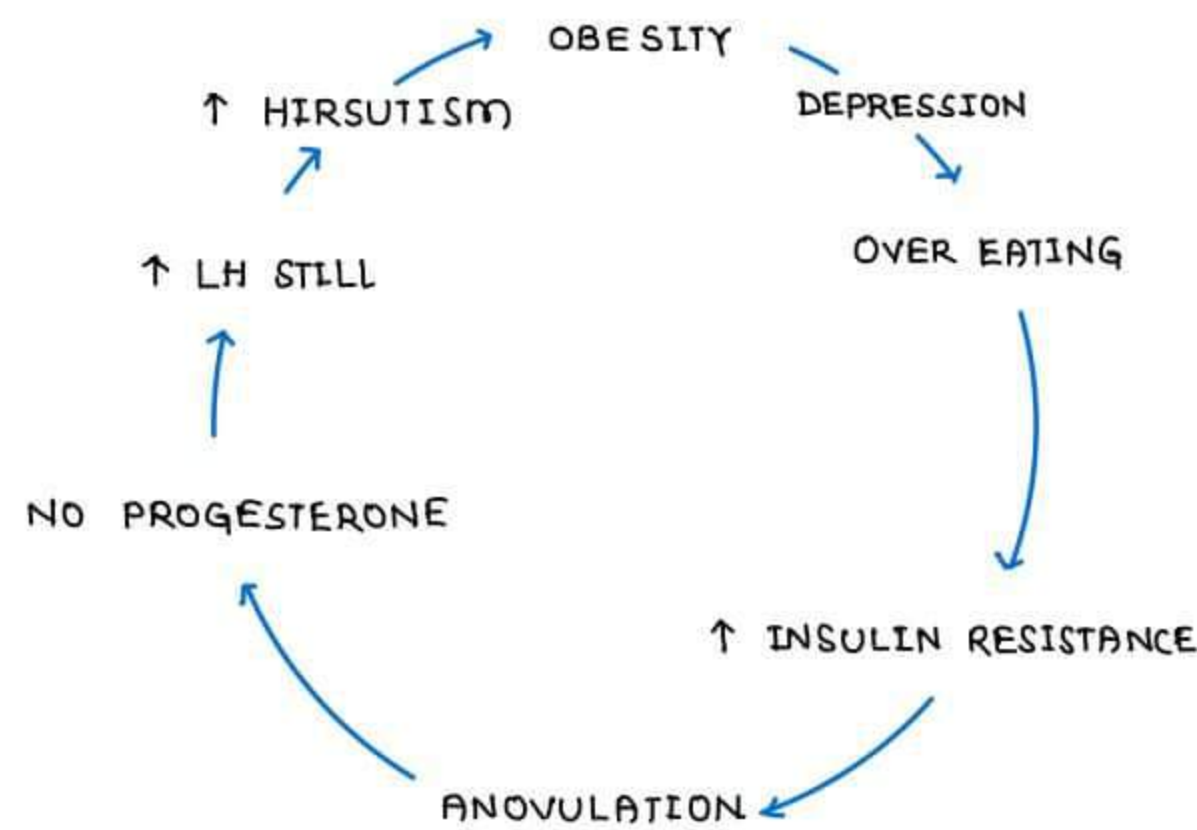 OBESITY
DEPRESSION
OVER EATING
↑ INSULIN RESISTANCE
ANOVULATION
NO PROGESTERONE
↑ LH STILL
↑ HIRSUTISM